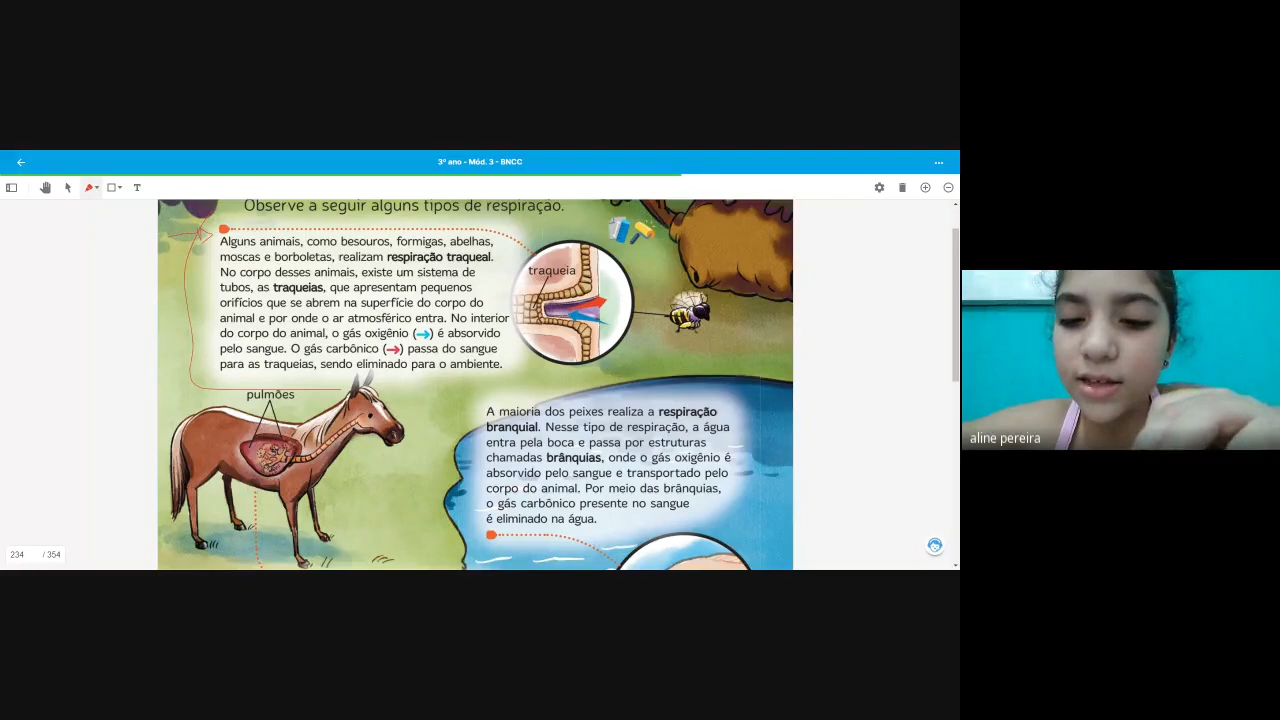 3º ano - Mód. 3 - BNCC
T
Observe a seguir alguns tipos de respiração.
Alguns animais, como besouros, formigas, abelhas,
moscas e borboletas, realizam respiração traqueal.
No corpo desses animais, existe um sistema de
tubos, as traqueias, que apresentam pequenos
orifícios que se abrem na superfície do corpo do
animal e por onde o ar atmosférico entra. No interior
do corpo do animal, o gás oxigênio (→) é absorvido
pelo sangue. O gás carbônico (→) passa do sangue
para as traqueias, sendo eliminado para o ambiente.
traqueia
pulmões
A maioria dos peixes realiza a respiração
branquial. Nesse tipo de respiração, a água
entra pela boca e passa por estruturas
chamadas brânquias, onde o gás oxigênio é
absorvido pelo sangue e transportado pelo
corpo do animal. Por meio das brânquias,
o gás carbônico presente no sangue
é eliminado na água.
234 / 354
aline pereira